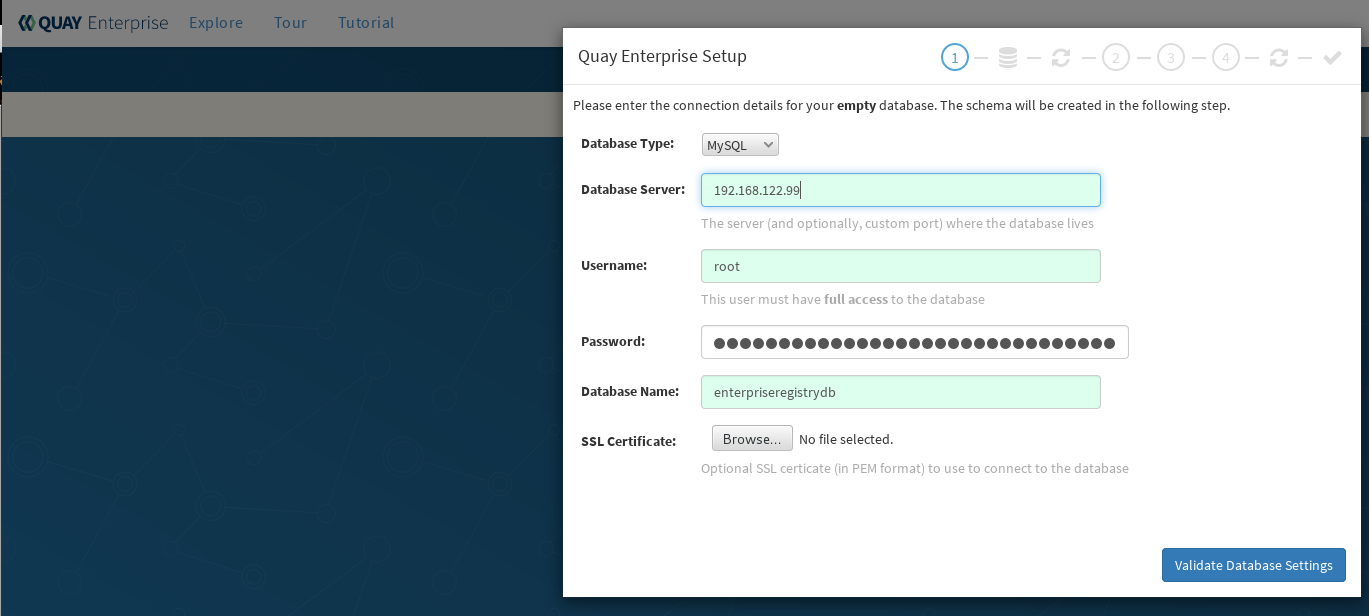 QUAY Enterprise Explore Tour Tutorial
Quay Enterprise Setup 1 2 3 4
Please enter the connection details for your empty database. The schema will be created in the following step.
Database Type: MySQL
Database Server: 192.168.122.99
The server (and optionally, custom port) where the database lives
Username: root
This user must have full access to the database
Password: ●●●●●●●●●●●●●●●●●●●●●●●●●●●●●●●
Database Name: enterpriseregistrydb
SSL Certificate: Browse... No file selected.
Optional SSL certicate (in PEM format) to use to connect to the database
Validate Database Settings